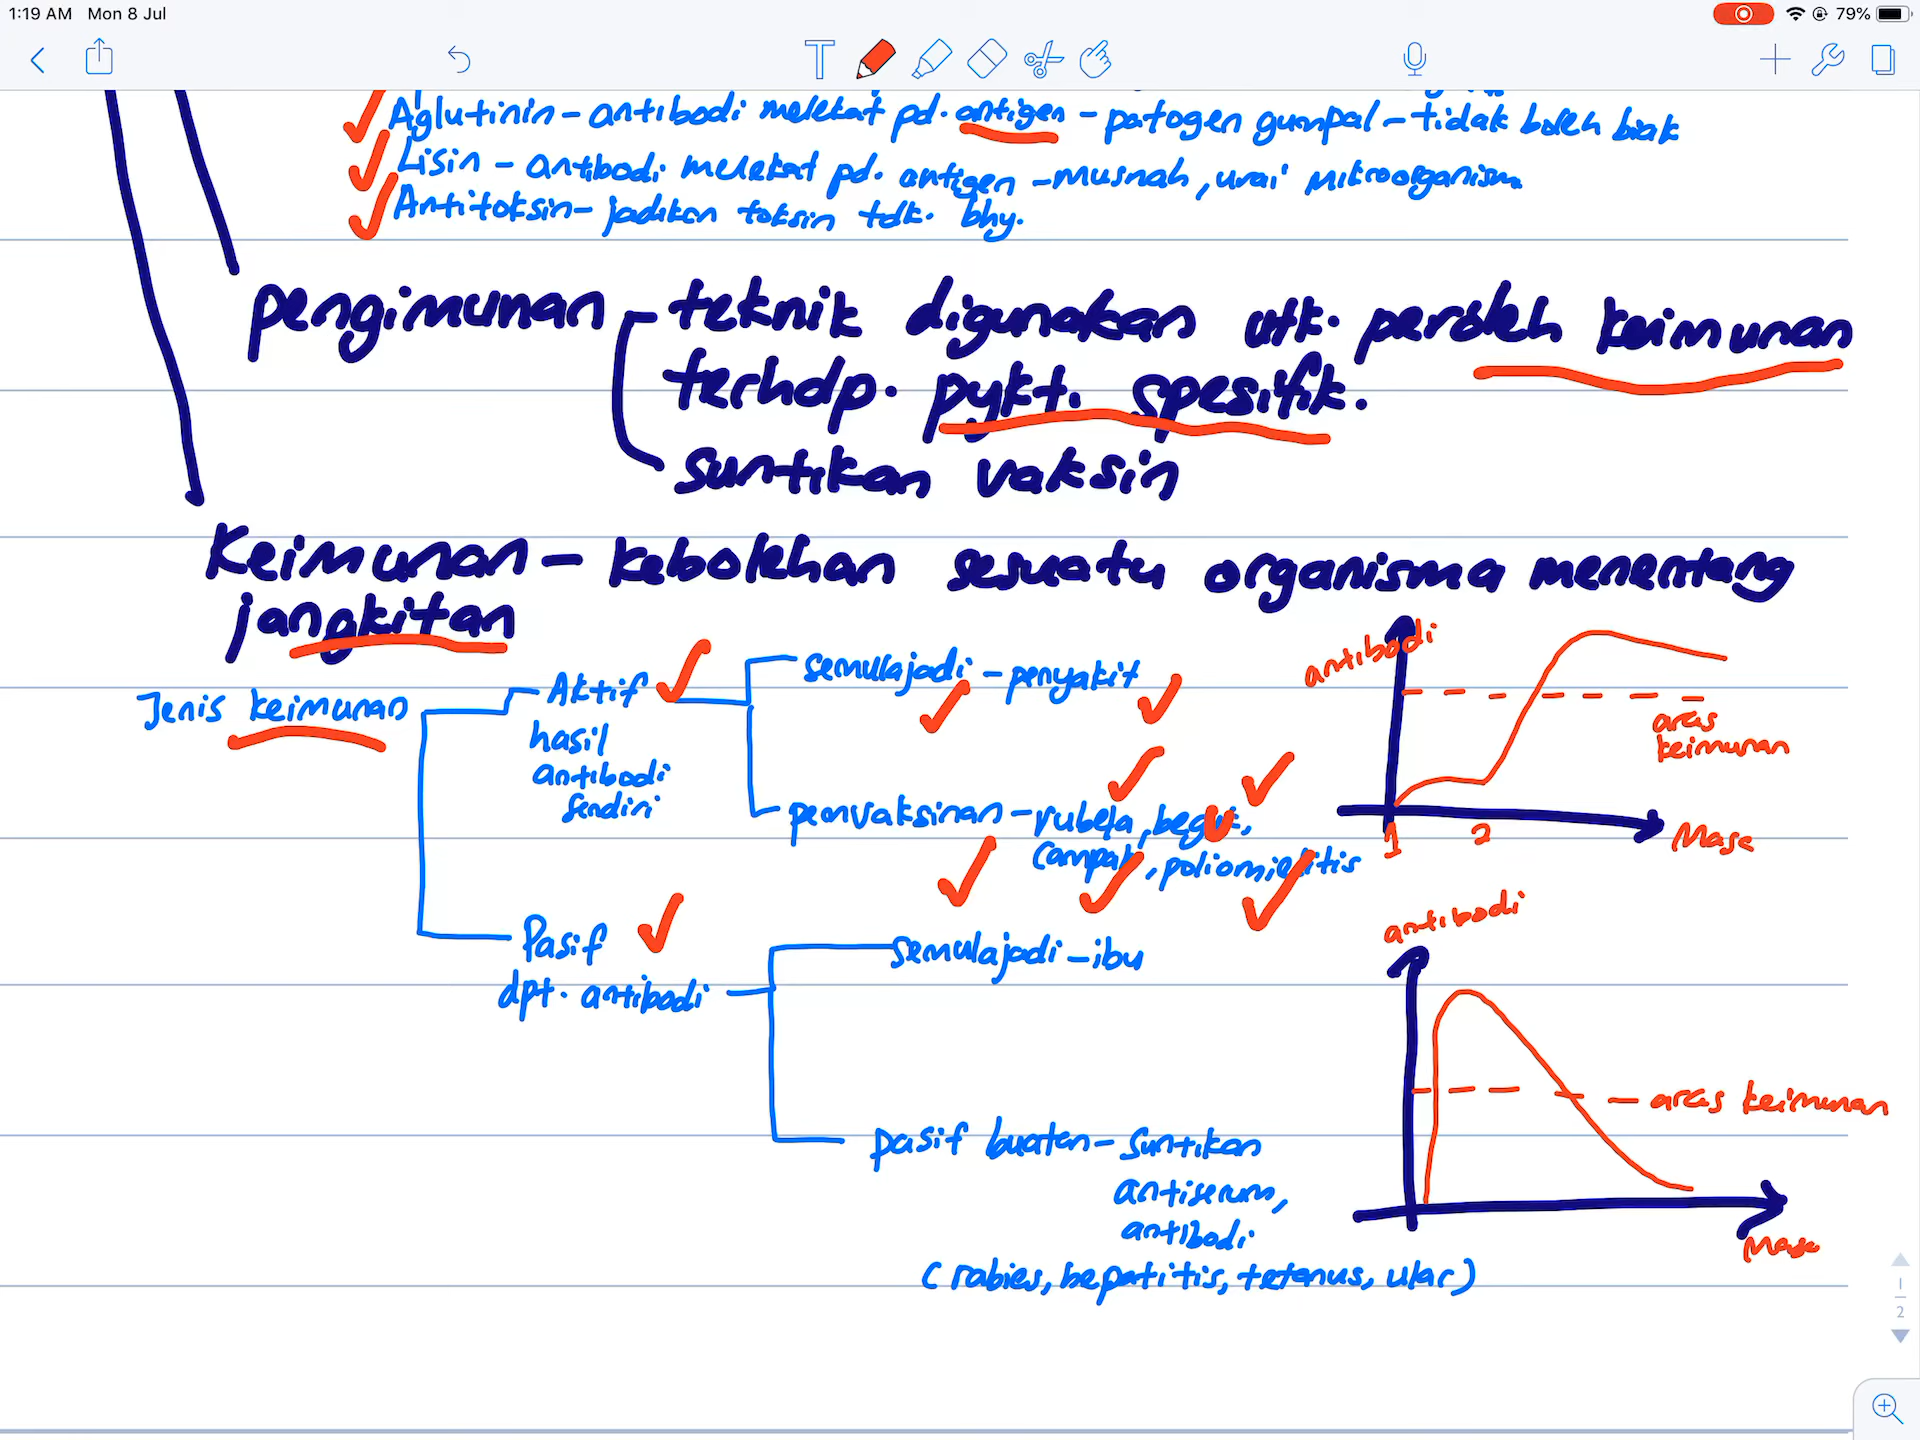 1:19 AM Mon 8 Jul
79%
Aglutinin - antibodi melekat pd. antigen - patogen gumpal - tidak boleh biak
Lisin - antibodi melekat pd. antigen - musnah, urai mikroorganism
Antitoksin - jadikan toksin tdk. bhy.
pengimunan - teknik digunakan utk. peroleh keimunan
terhdp. pykt. spesifik.
suntikan vaksin
Keimunan - kebolehan sesuatu organisma menentang
jangkitan
Jenis keimunan
Aktif
hasil
antibodi
sendiri
semulajadi - penyakit
pemvaksinan - rubela, beguk,
campak, poliomielitis
Pasif
dpt. antibodi
semulajadi - ibu
pasif buatan - suntikan
antiserum,
antibodi
(rabies, hepatitis, tetanus, ular)
antibodi
aras
keimunan
1 2 Masa
antibodi
aras keimunan
Masa
1
2